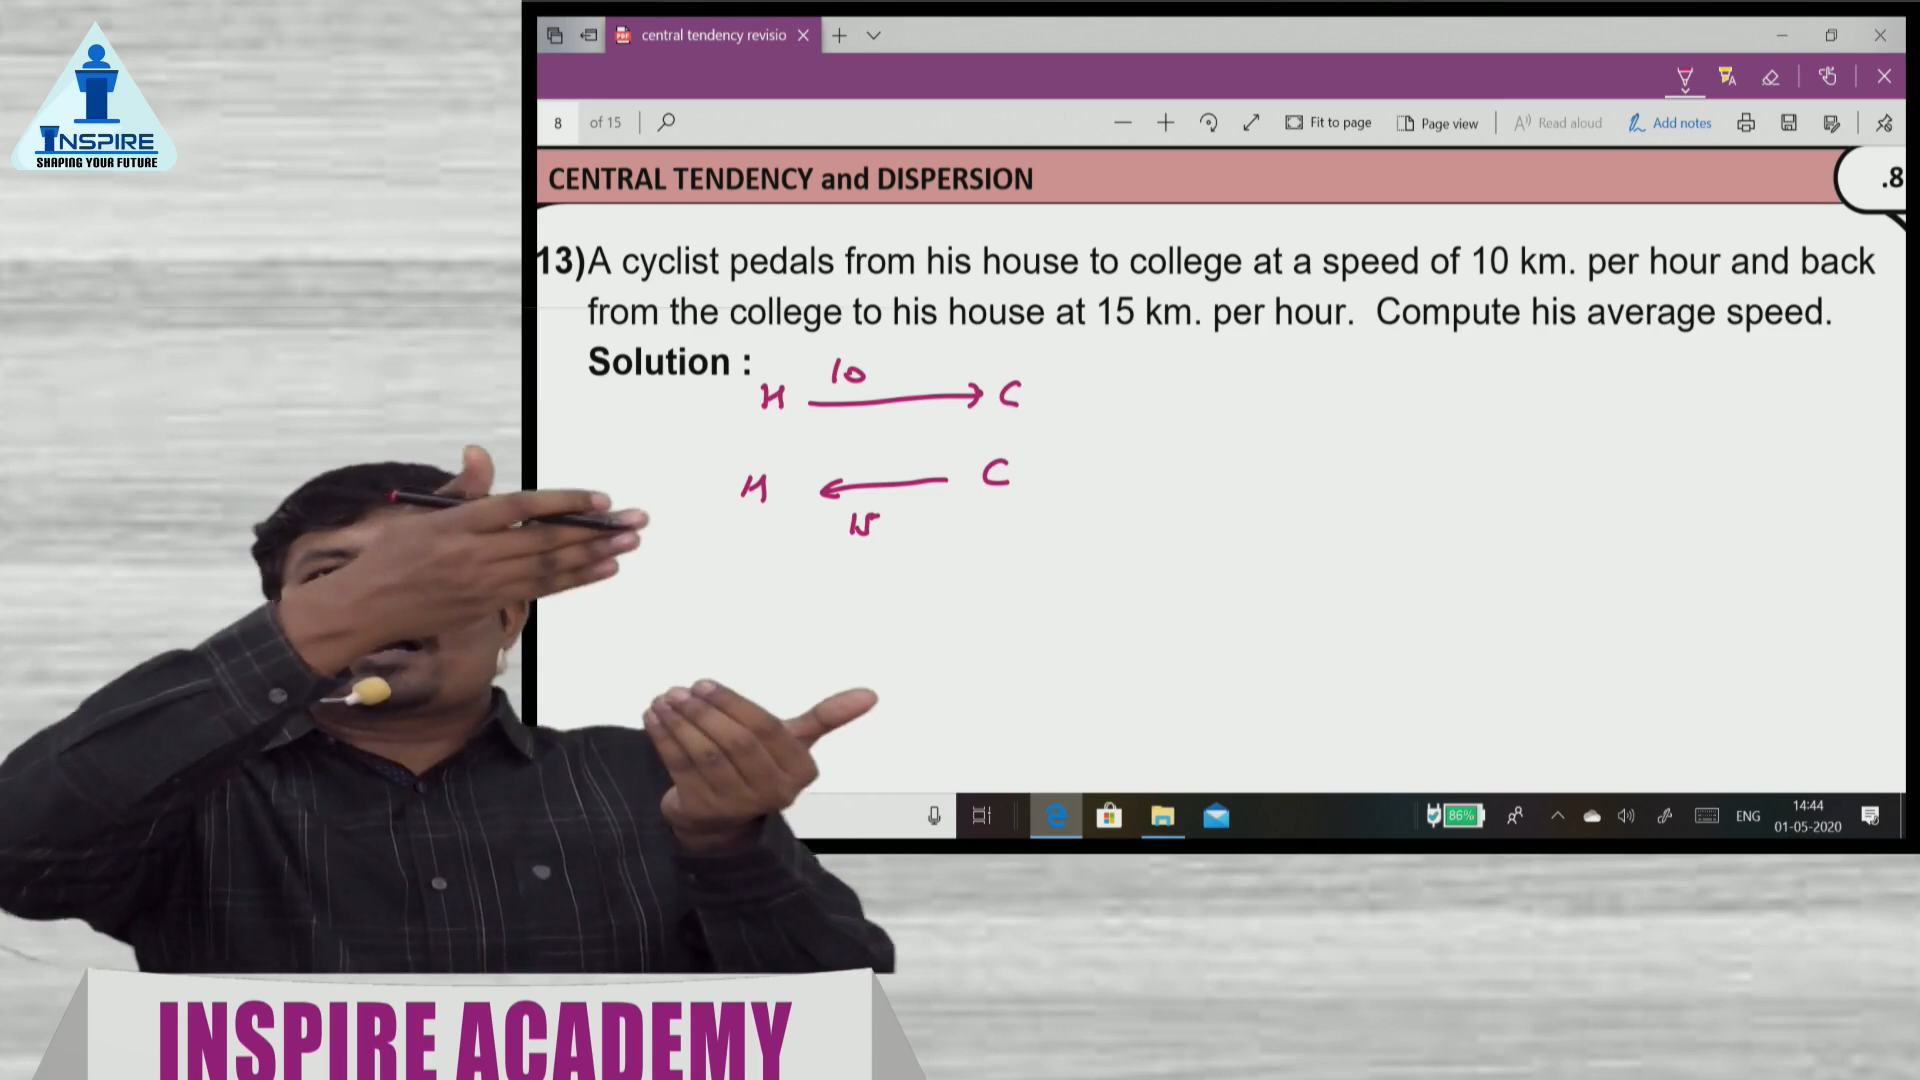 INSPIRE
SHAPING YOUR FUTURE
central tendency revisio
8 of 15
Fit to page
Page view
Read aloud
Add notes
CENTRAL TENDENCY and DISPERSION
.8
13) A cyclist pedals from his house to college at a speed of 10 km. per hour and back
from the college to his house at 15 km. per hour. Compute his average speed.
Solution :
10
H C
H C
15
86%
ENG
14:44
01-05-2020
INSPIRE ACADEMY